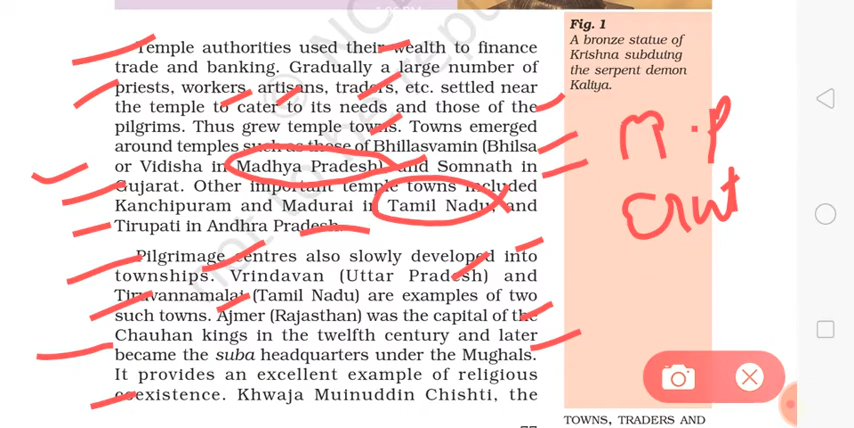 Temple authorities used their wealth to finance
trade and banking. Gradually a large number of
priests, workers, artisans, traders, etc. settled near
the temple to cater to its needs and those of the
pilgrims. Thus grew temple towns. Towns emerged
around temples such as those of Bhillasvamin (Bhilsa
or Vidisha in Madhya Pradesh), and Somnath in
Gujarat. Other important temple towns included
Kanchipuram and Madurai in Tamil Nadu, and
Tirupati in Andhra Pradesh.
Pilgrimage centres also slowly developed into
townships. Vrindavan (Uttar Pradesh) and
Tiruvannamalai (Tamil Nadu) are examples of two
such towns. Ajmer (Rajasthan) was the capital of the
Chauhan kings in the twelfth century and later
became the suba headquarters under the Mughals.
It provides an excellent example of religious
coexistence. Khwaja Muinuddin Chishti, the
Fig. 1
A bronze statue of
Krishna subduing
the serpent demon
Kaliya.
M.P
TOWNS, TRADERS AND